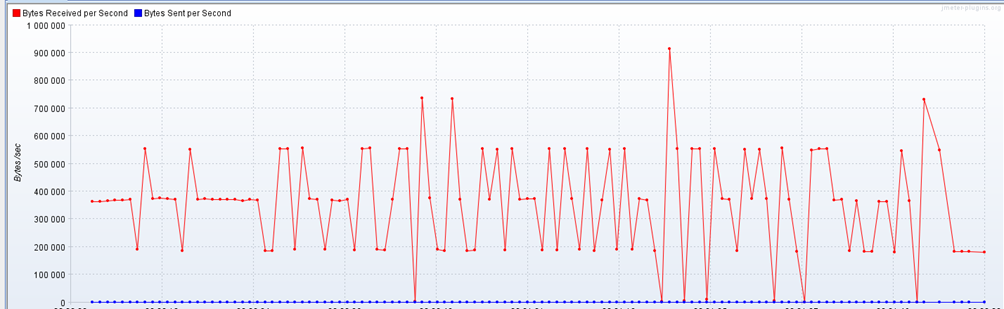 jmeter-plugins.org
Bytes Received per Second Bytes Sent per Second
1 000 000
900 000
800 000
700 000
600 000
500 000
400 000
300 000
200 000
100 000
0
Bytes /sec